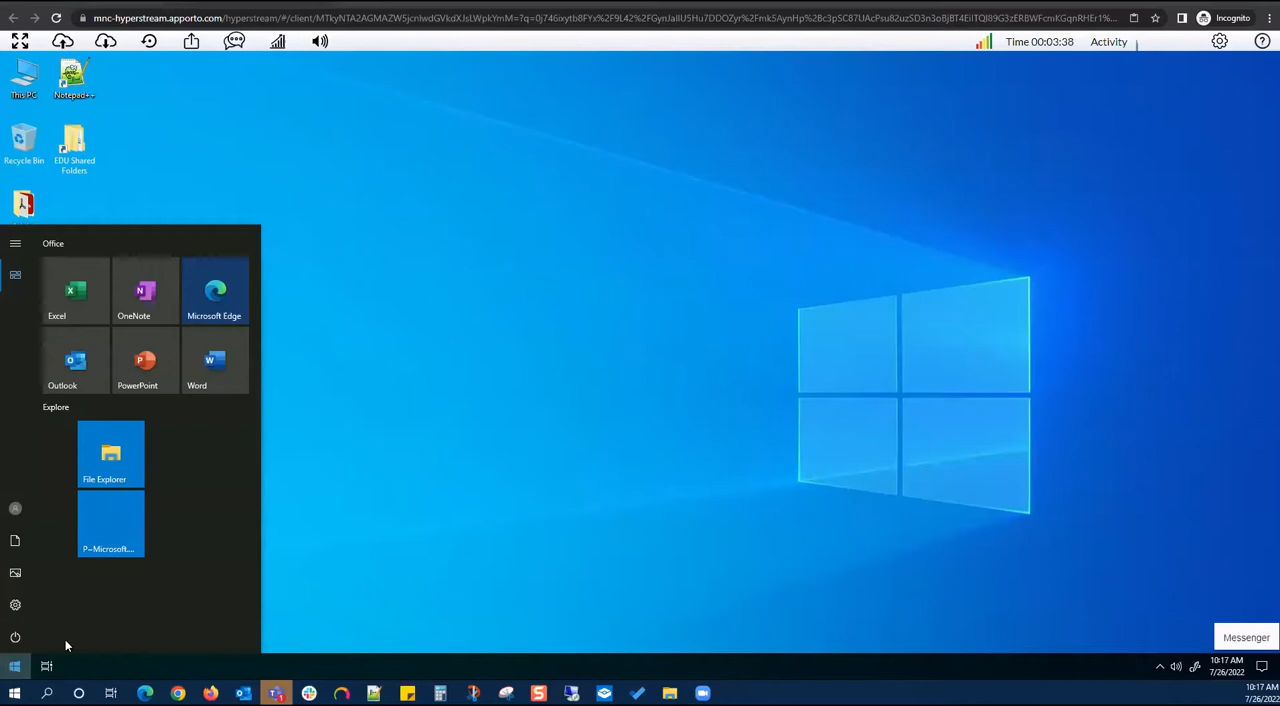 mnc-hyperstream.apporto.com/hyperstream/#/client/
Incognito
Time 00:03:38
Activity
This PC
Notepad++
Recycle Bin
EDU Shared
Folders
Office
Excel
OneNote
Microsoft Edge
Outlook
PowerPoint
Word
Explore
File Explorer
P~Microsoft....
Messenger
10:17 AM
7/26/2022
10:17 AM
7/26/2022